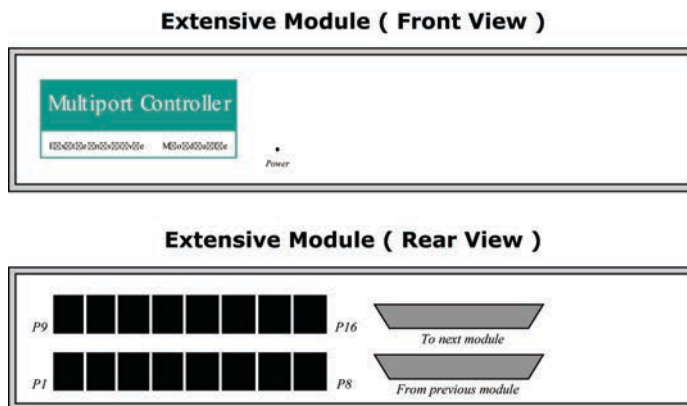 Extensive Module ( Front View )
Multiport Controller
Power
Extensive Module ( Rear View )
P9
P16
To next module
P1
P8
From previous module